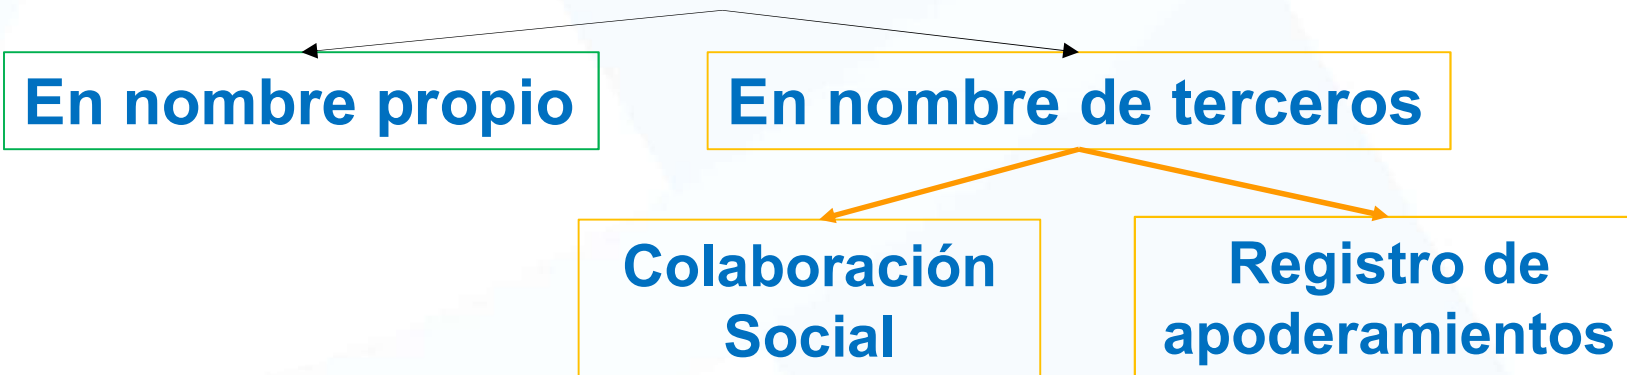 En nombre propio
En nombre de terceros
Colaboración
Social
Registro de
apoderamientos